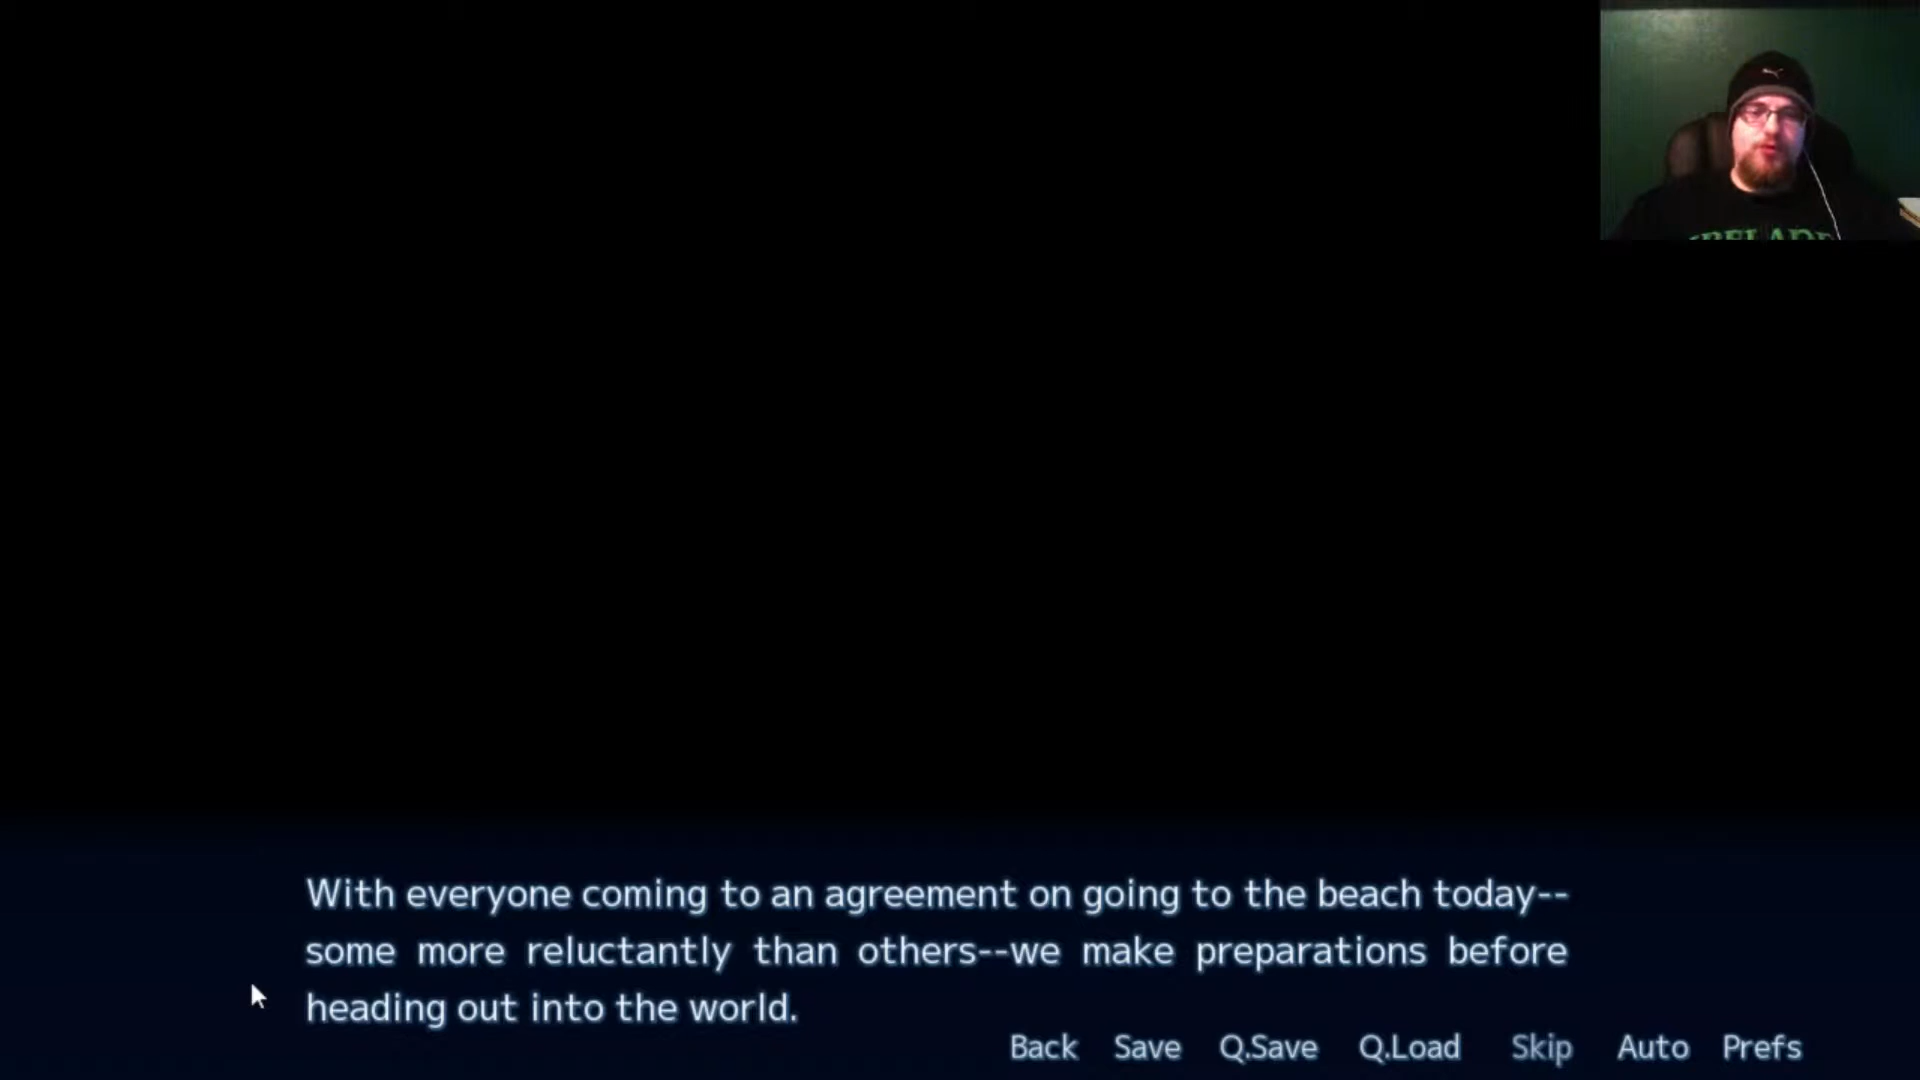 With everyone coming to an agreement on going to the beach today--
some more reluctantly than others--we make preparations before
heading out into the world.
Back Save Q.Save Q.Load Skip Auto Prefs